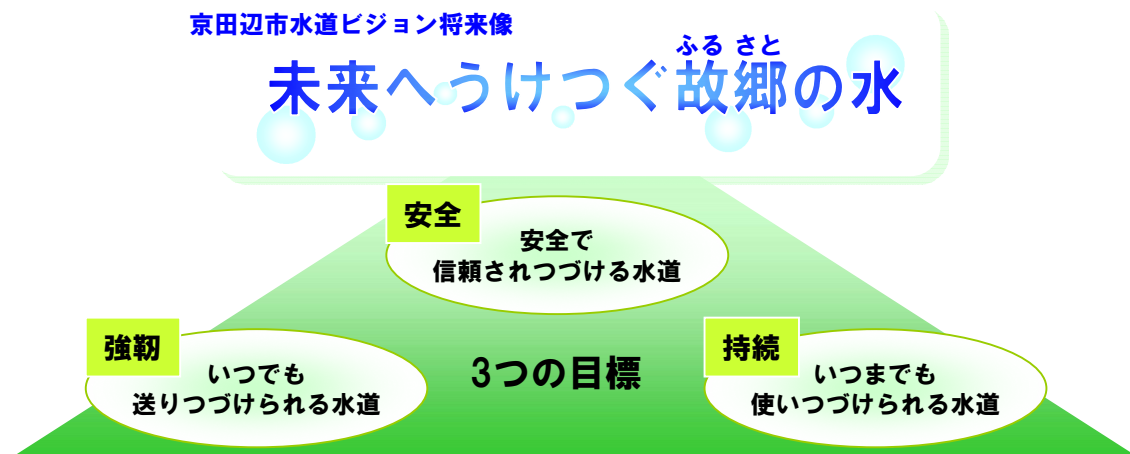 京田辺市水道ビジョン将来像
ふる さと
未来へうけつぐ故郷の水
安全
安全で
信頼されつづける水道
強靭
いつでも
送りつづけられる水道
3つの目標
持続
いつまでも
使いつづけられる水道